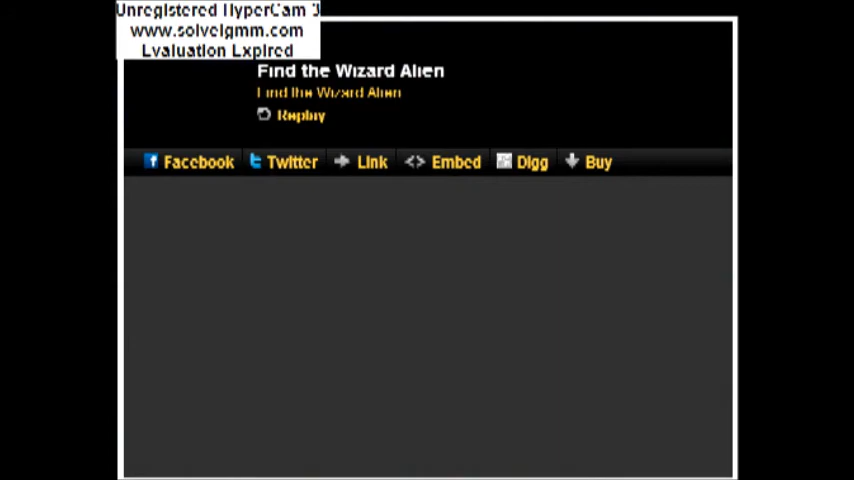 Unregistered HyperCam 3
www.solveigmm.com
Evaluation Expired
Find the Wizard Alien
Find the Wizard Alien
Replay
Facebook Twitter Link Embed Digg Buy